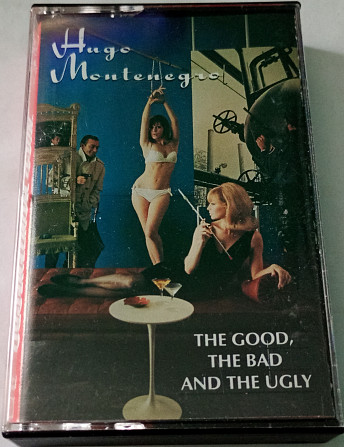 Hugo
Montenegro
THE GOOD,
THE BAD
AND THE UGLY